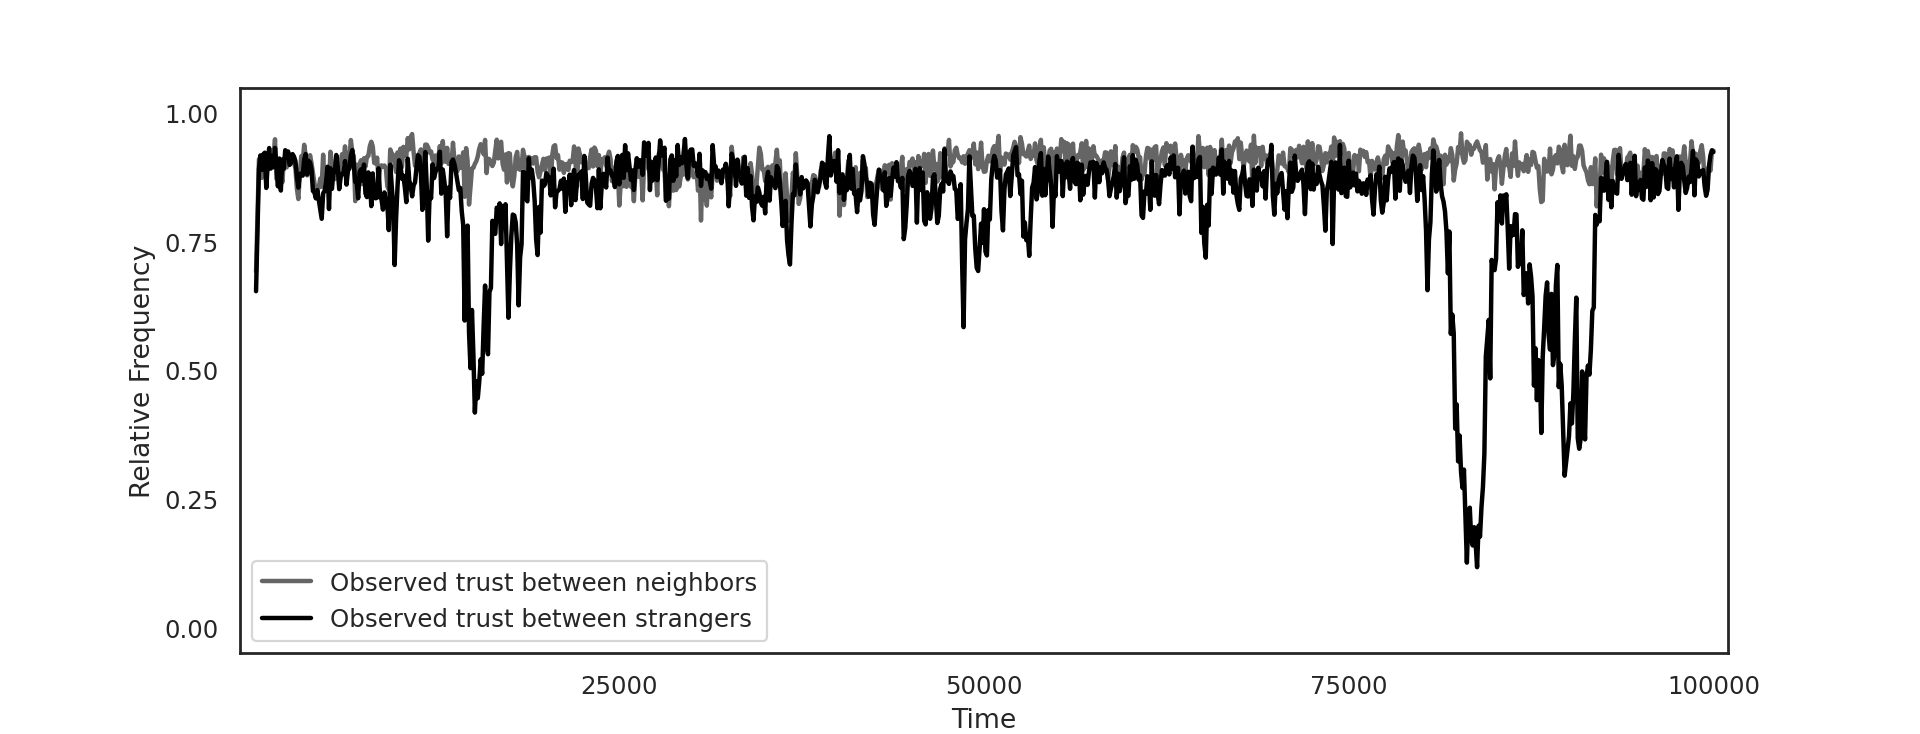 1.00
0.75
0.50
0.25
0.00
Relative Frequency
Observed trust between neighbors
Observed trust between strangers
25000 50000 75000 100000
Time